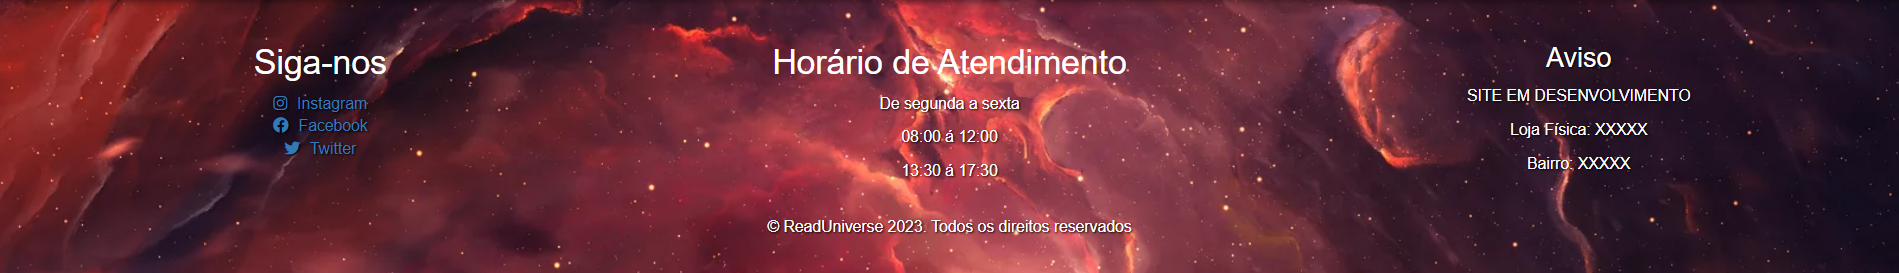 Siga-nos
Instagram
Facebook
Twitter
Horário de Atendimento
De segunda a sexta
08:00 á 12:00
13:30 á 17:30
Aviso
SITE EM DESENVOLVIMENTO
Loja Física: XXXXX
Bairro: XXXXX
© ReadUniverse 2023. Todos os direitos reservados